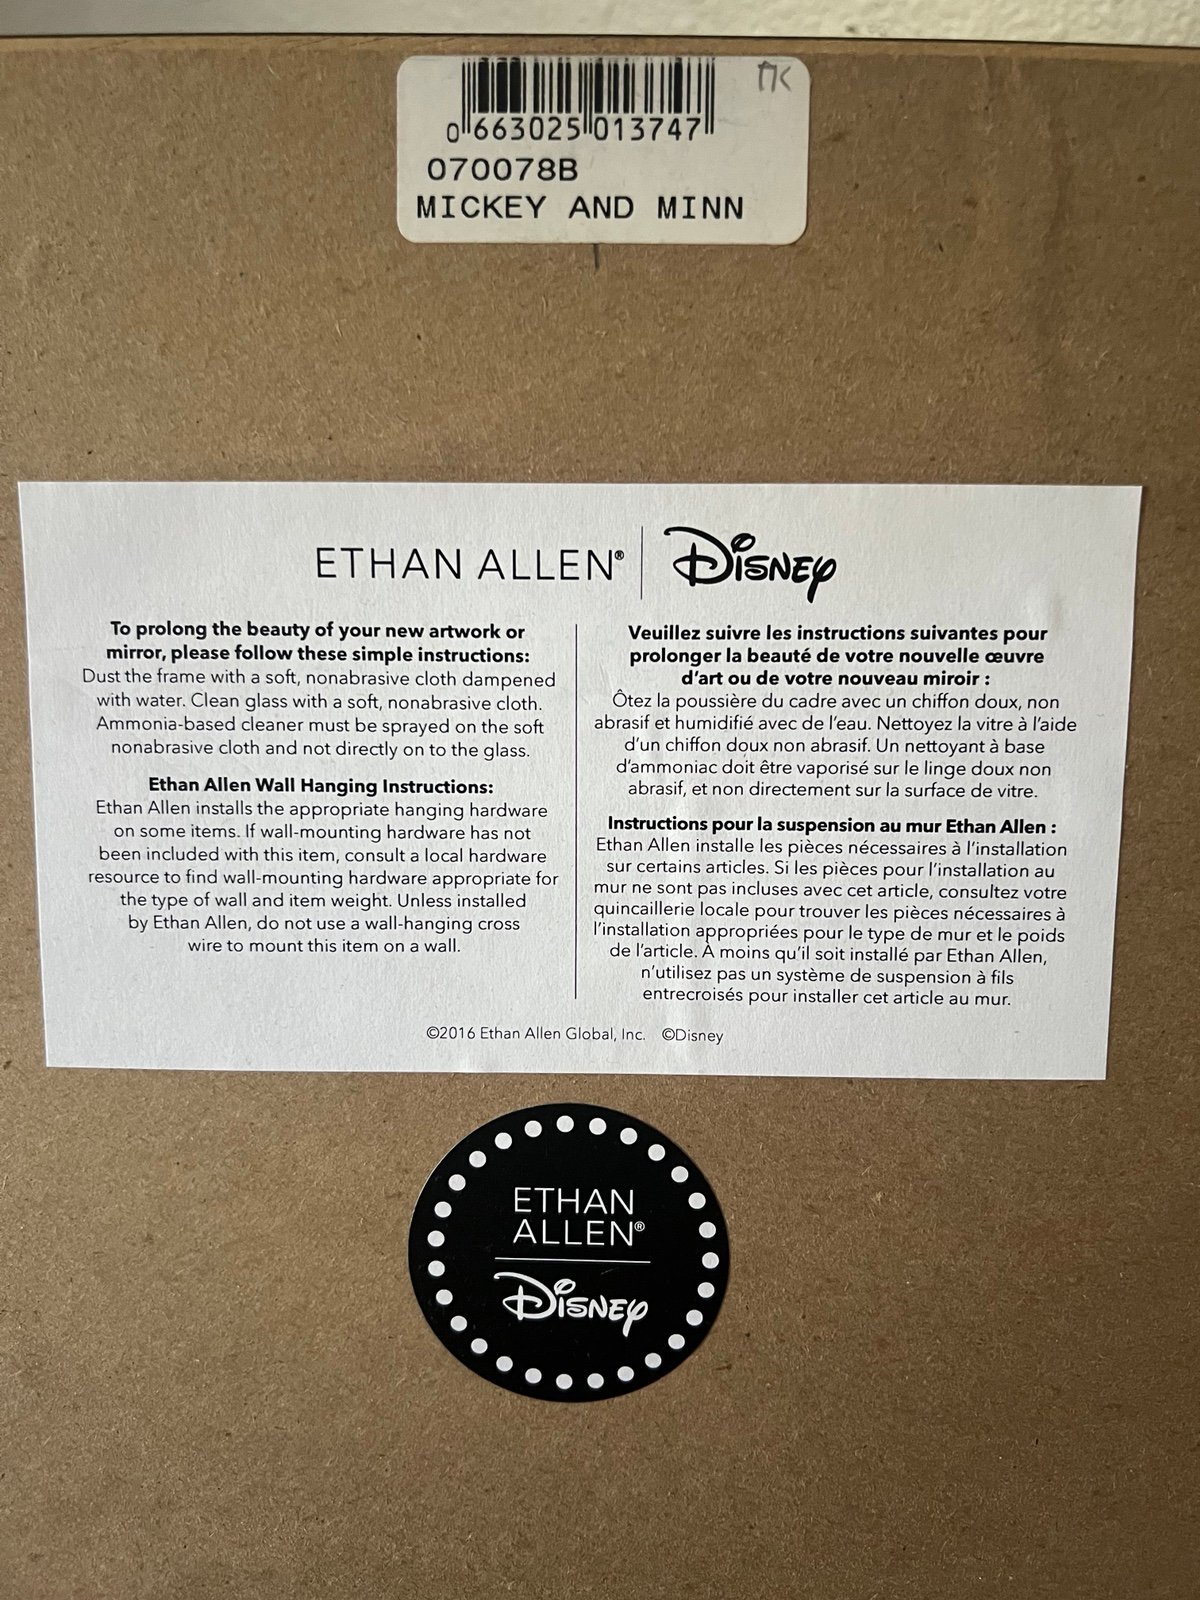 0 663025 013747
070078B
MICKEY AND MINN
ETHAN ALLEN® | Disney
To prolong the beauty of your new artwork or
mirror, please follow these simple instructions:
Dust the frame with a soft, nonabrasive cloth dampened
with water. Clean glass with a soft, nonabrasive cloth.
Ammonia-based cleaner must be sprayed on the soft
nonabrasive cloth and not directly on to the glass.
Ethan Allen Wall Hanging Instructions:
Ethan Allen installs the appropriate hanging hardware
on some items. If wall-mounting hardware has not
been included with this item, consult a local hardware
resource to find wall-mounting hardware appropriate for
the type of wall and item weight. Unless installed
by Ethan Allen, do not use a wall-hanging cross
wire to mount this item on a wall.
Veuillez suivre les instructions suivantes pour
prolonger la beauté de votre nouvelle œuvre
d'art ou de votre nouveau miroir :
Ôtez la poussière du cadre avec un chiffon doux, non
abrasif et humidifié avec de l'eau. Nettoyez la vitre à l'aide
d'un chiffon doux non abrasif. Un nettoyant à base
d'ammoniac doit être vaporisé sur le linge doux non
abrasif, et non directement sur la surface de vitre.
Instructions pour la suspension au mur Ethan Allen :
Ethan Allen installe les pièces nécessaires à l'installation
sur certains articles. Si les pièces pour l'installation au
mur ne sont pas incluses avec cet article, consultez votre
quincaillerie locale pour trouver les pièces nécessaires à
l'installation appropriées pour le type de mur et le poids
de l'article. À moins qu'il soit installé par Ethan Allen,
n'utilisez pas un système de suspension à fils
entrecroisés pour installer cet article au mur.
©2016 Ethan Allen Global, Inc. ©Disney
ETHAN
ALLEN®
Disney